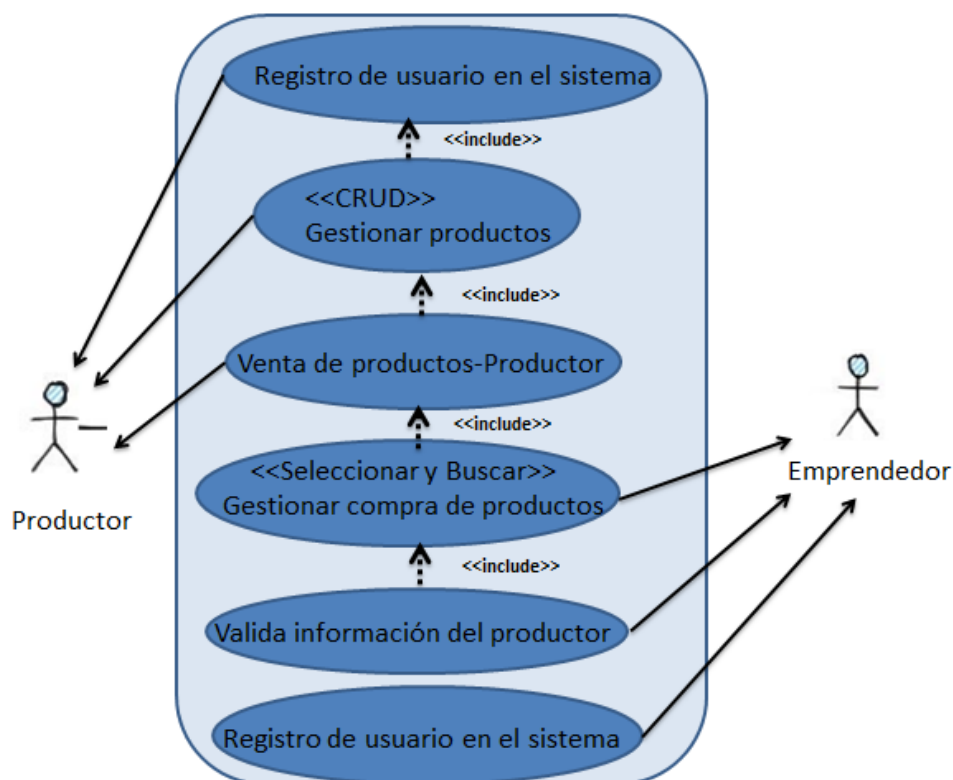 Registro de usuario en el sistema
<<include>>
<<CRUD>>
Gestionar productos
<<include>>
Venta de productos-Productor
<<include>>
<<Seleccionar y Buscar>>
Gestionar compra de productos
Productor
Emprendedor
<<include>>
Valida información del productor
Registro de usuario en el sistema